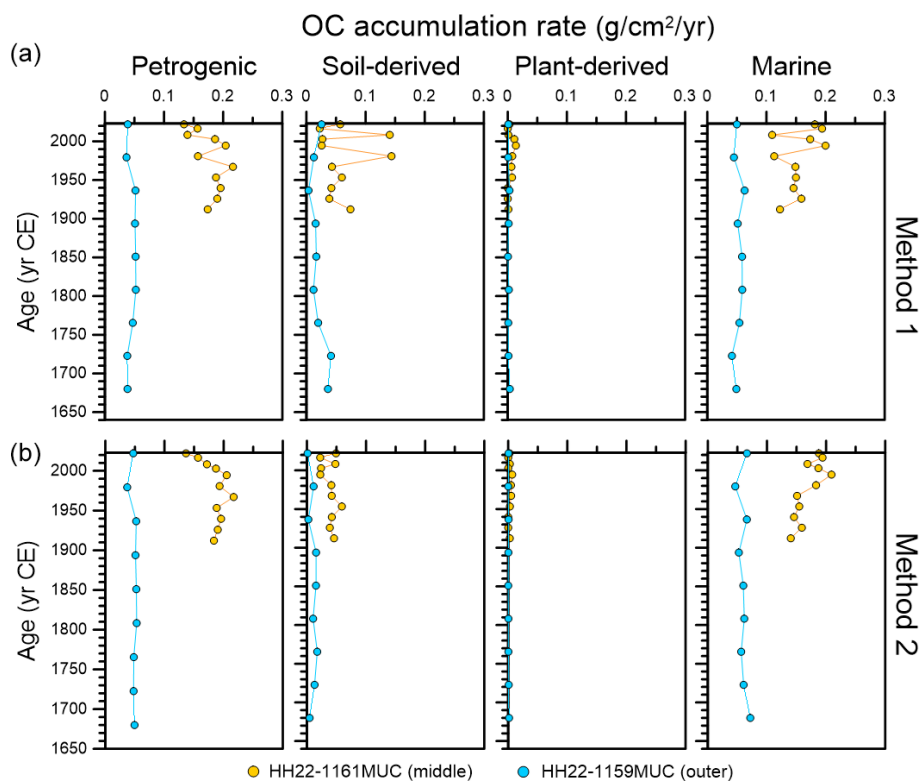 OC accumulation rate (g/cm²/yr)
(a)
Petrogenic Soil-derived Plant-derived Marine
0 0.1 0.2 0.3 0 0.1 0.2 0.3 0 0.1 0.2 0.3 0 0.1 0.2 0.3
2000
1950
1900
1850
1800
1750
1700
1650
Age (yr CE)
Method 1
(b)
2000
1950
1900
1850
1800
1750
1700
1650
Age (yr CE)
Method 2
HH22-1161MUC (middle) HH22-1159MUC (outer)